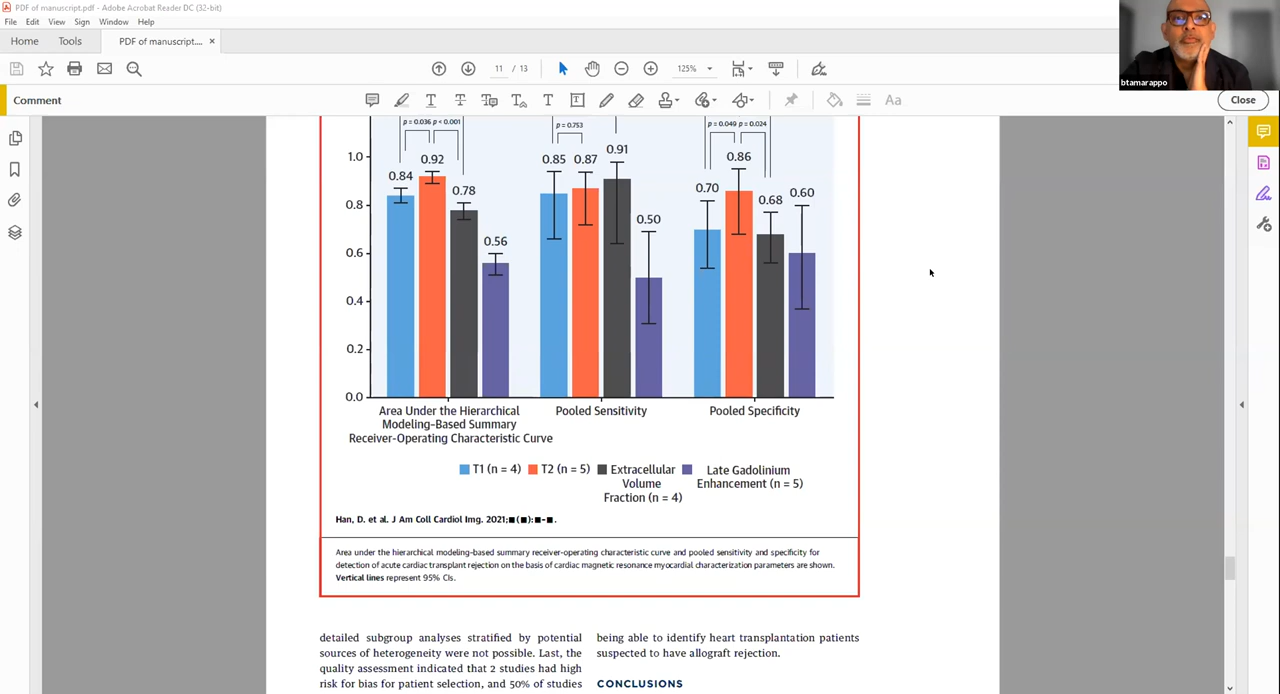 PDF of manuscript.pdf - Adobe Acrobat Reader DC (32-bit)
File Edit View Sign Window Help
Home Tools PDF of manuscript.... ×
11 / 13 125%
Comment Aa Close
btamarappo
p = 0.036 p < 0.001 p = 0.753 p = 0.049 p = 0.024
1.0
0.8
0.6
0.4
0.2
0.0
0.84 0.92 0.78 0.56
0.85 0.87 0.91 0.50
0.70 0.86 0.68 0.60
Area Under the Hierarchical
Modeling-Based Summary
Receiver-Operating Characteristic Curve
Pooled Sensitivity
Pooled Specificity
T1 (n = 4) T2 (n = 5) Extracellular
Volume
Fraction (n = 4)
Late Gadolinium
Enhancement (n = 5)
Han, D. et al. J Am Coll Cardiol Img. 2021;■(■):■-■.
Area under the hierarchical modeling-based summary receiver-operating characteristic curve and pooled sensitivity and specificity for
detection of acute cardiac transplant rejection on the basis of cardiac magnetic resonance myocardial characterization parameters are shown.
Vertical lines represent 95% CIs.
detailed subgroup analyses stratified by potential
sources of heterogeneity were not possible. Last, the
quality assessment indicated that 2 studies had high
risk for bias for patient selection, and 50% of studies
being able to identify heart transplantation patients
suspected to have allograft rejection.
CONCLUSIONS